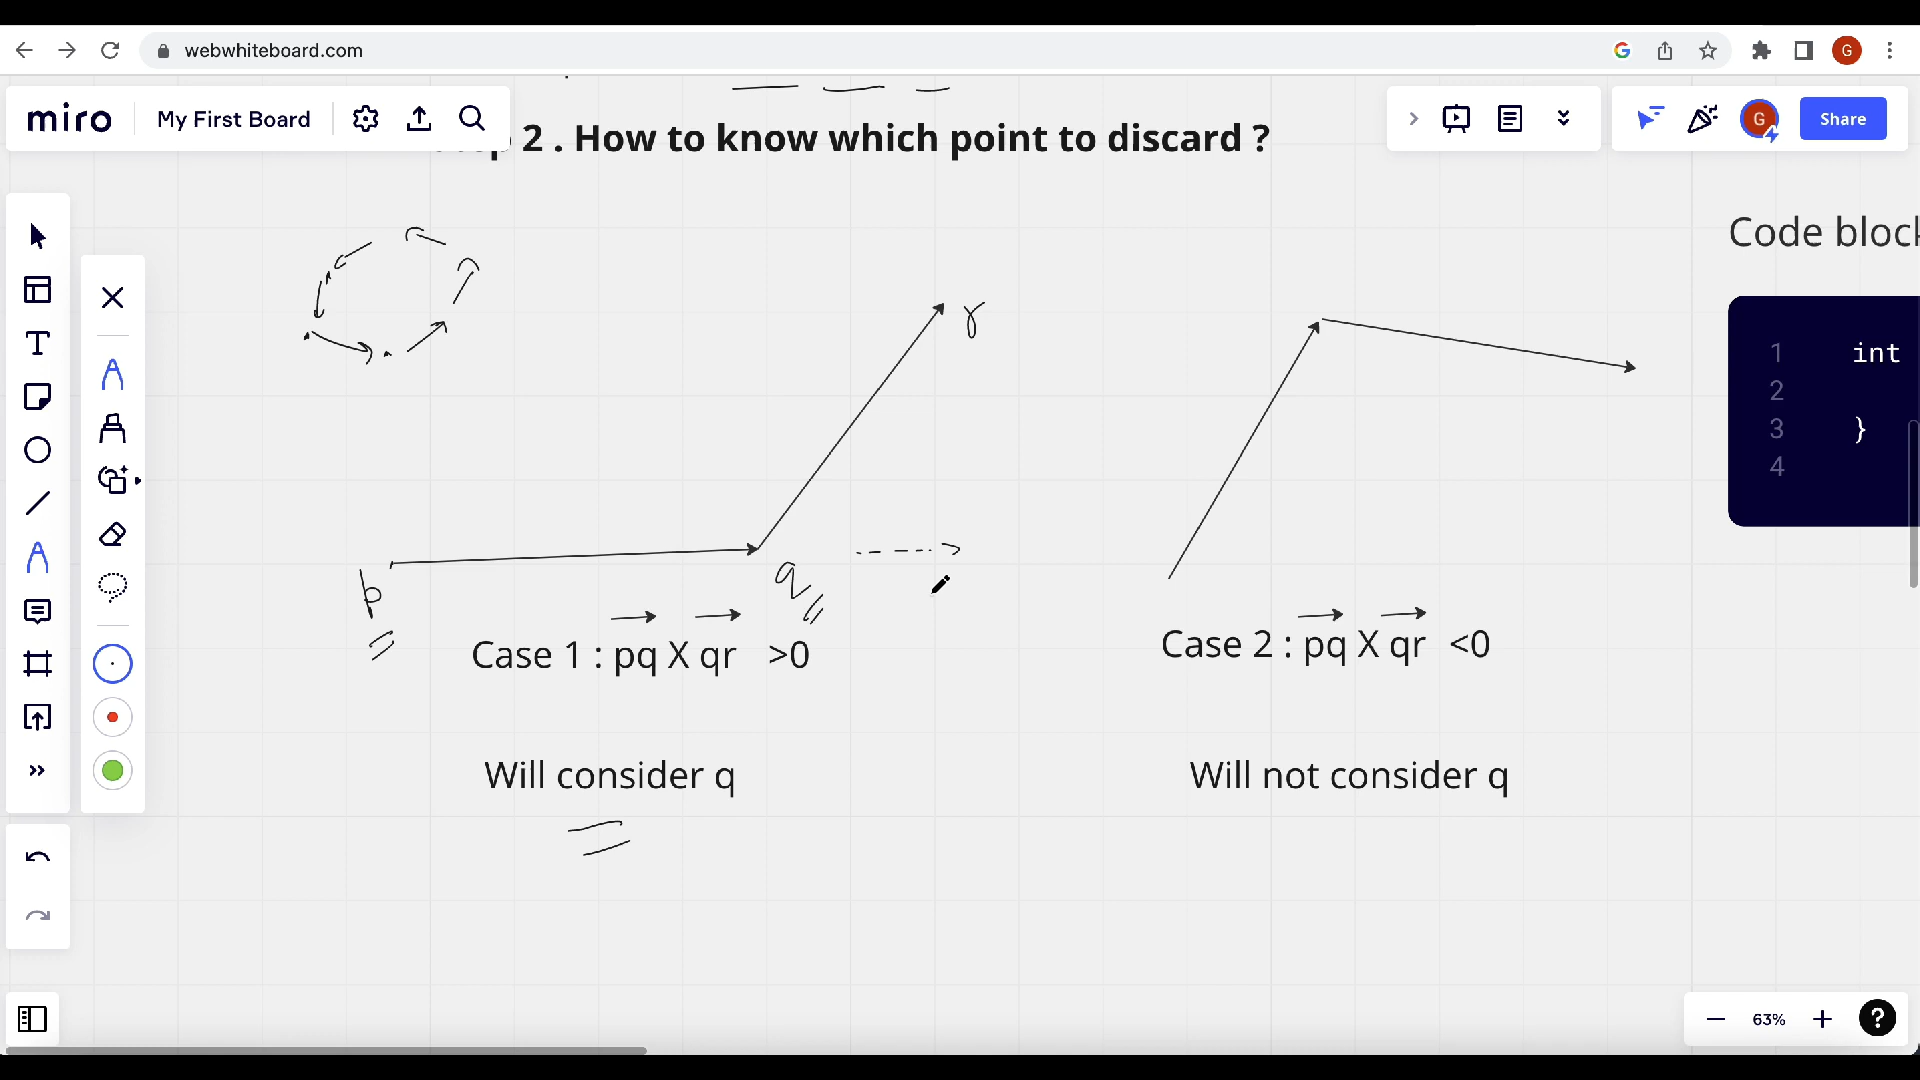 webwhiteboard.com
G
G
miro
My First Board
2 . How to know which point to discard ?
G
Share
Code block
1 int
2
3 }
4
r
p
q
Case 1 : pq X qr >0
Case 2 : pq X qr <0
Will consider q
Will not consider q
63%
?